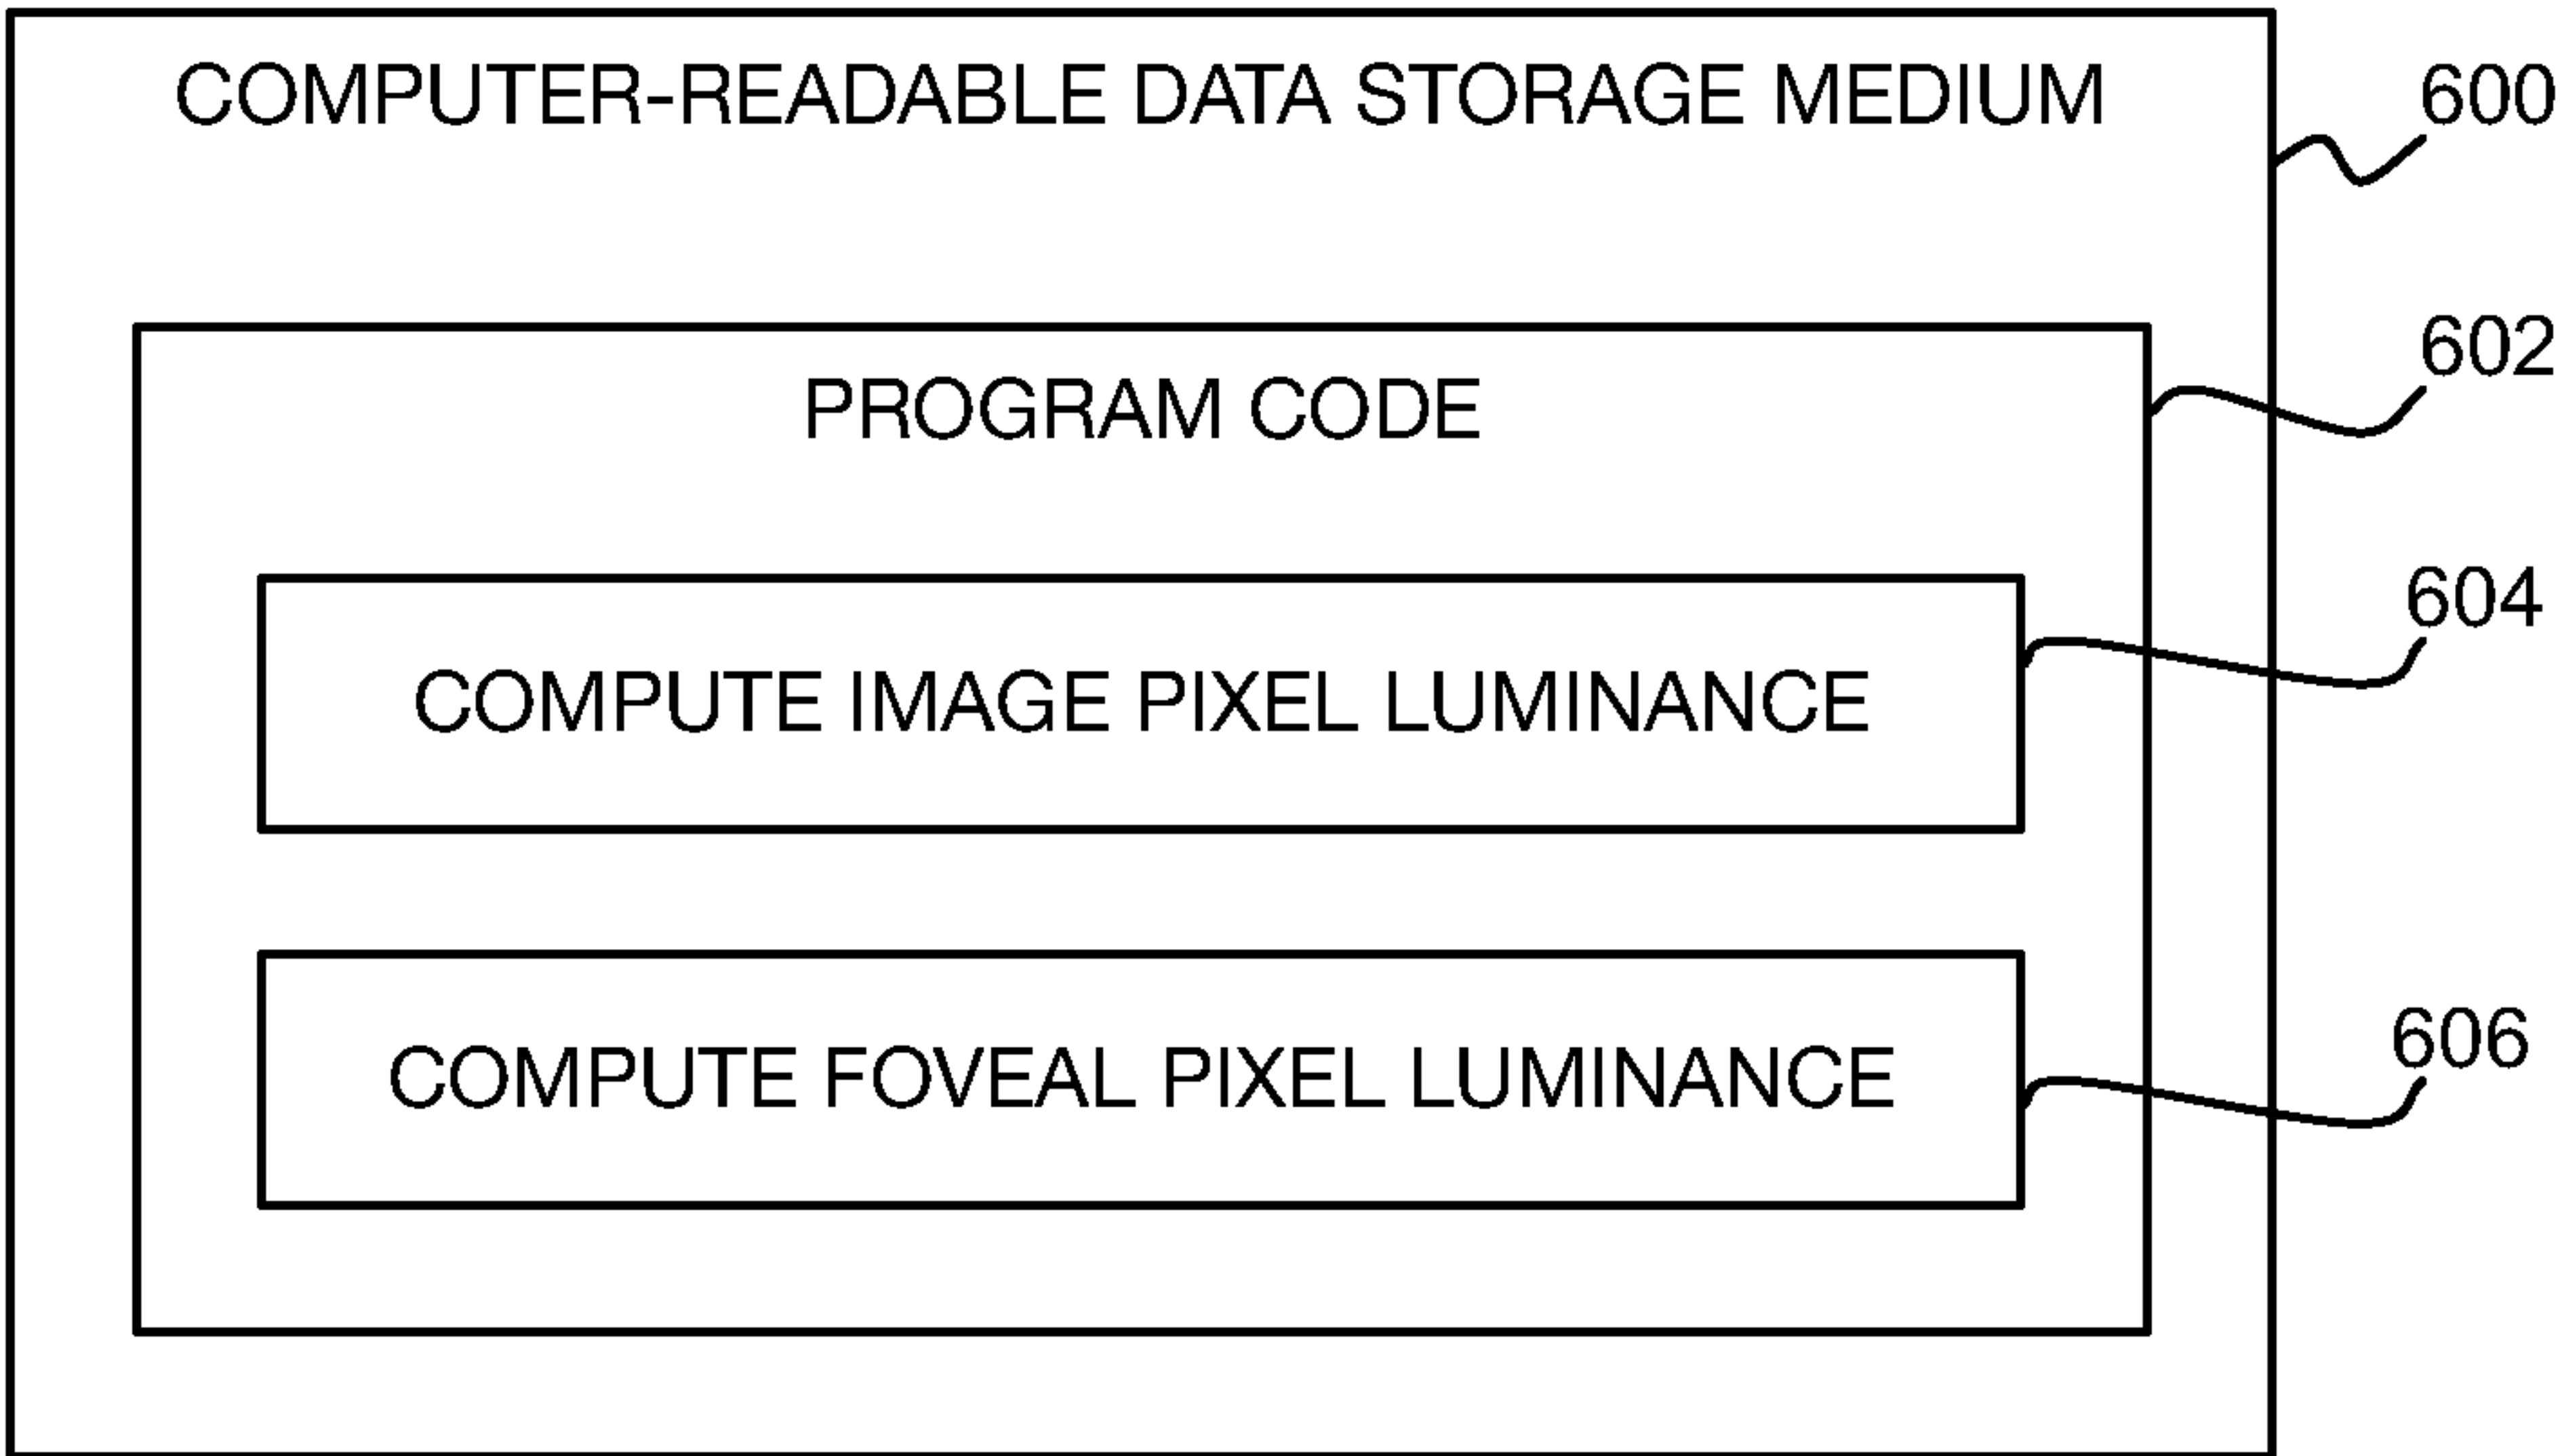 COMPUTER-READABLE DATA STORAGE MEDIUM
600
602
PROGRAM CODE
604
COMPUTE IMAGE PIXEL LUMINANCE
606
COMPUTE FOVEAL PIXEL LUMINANCE